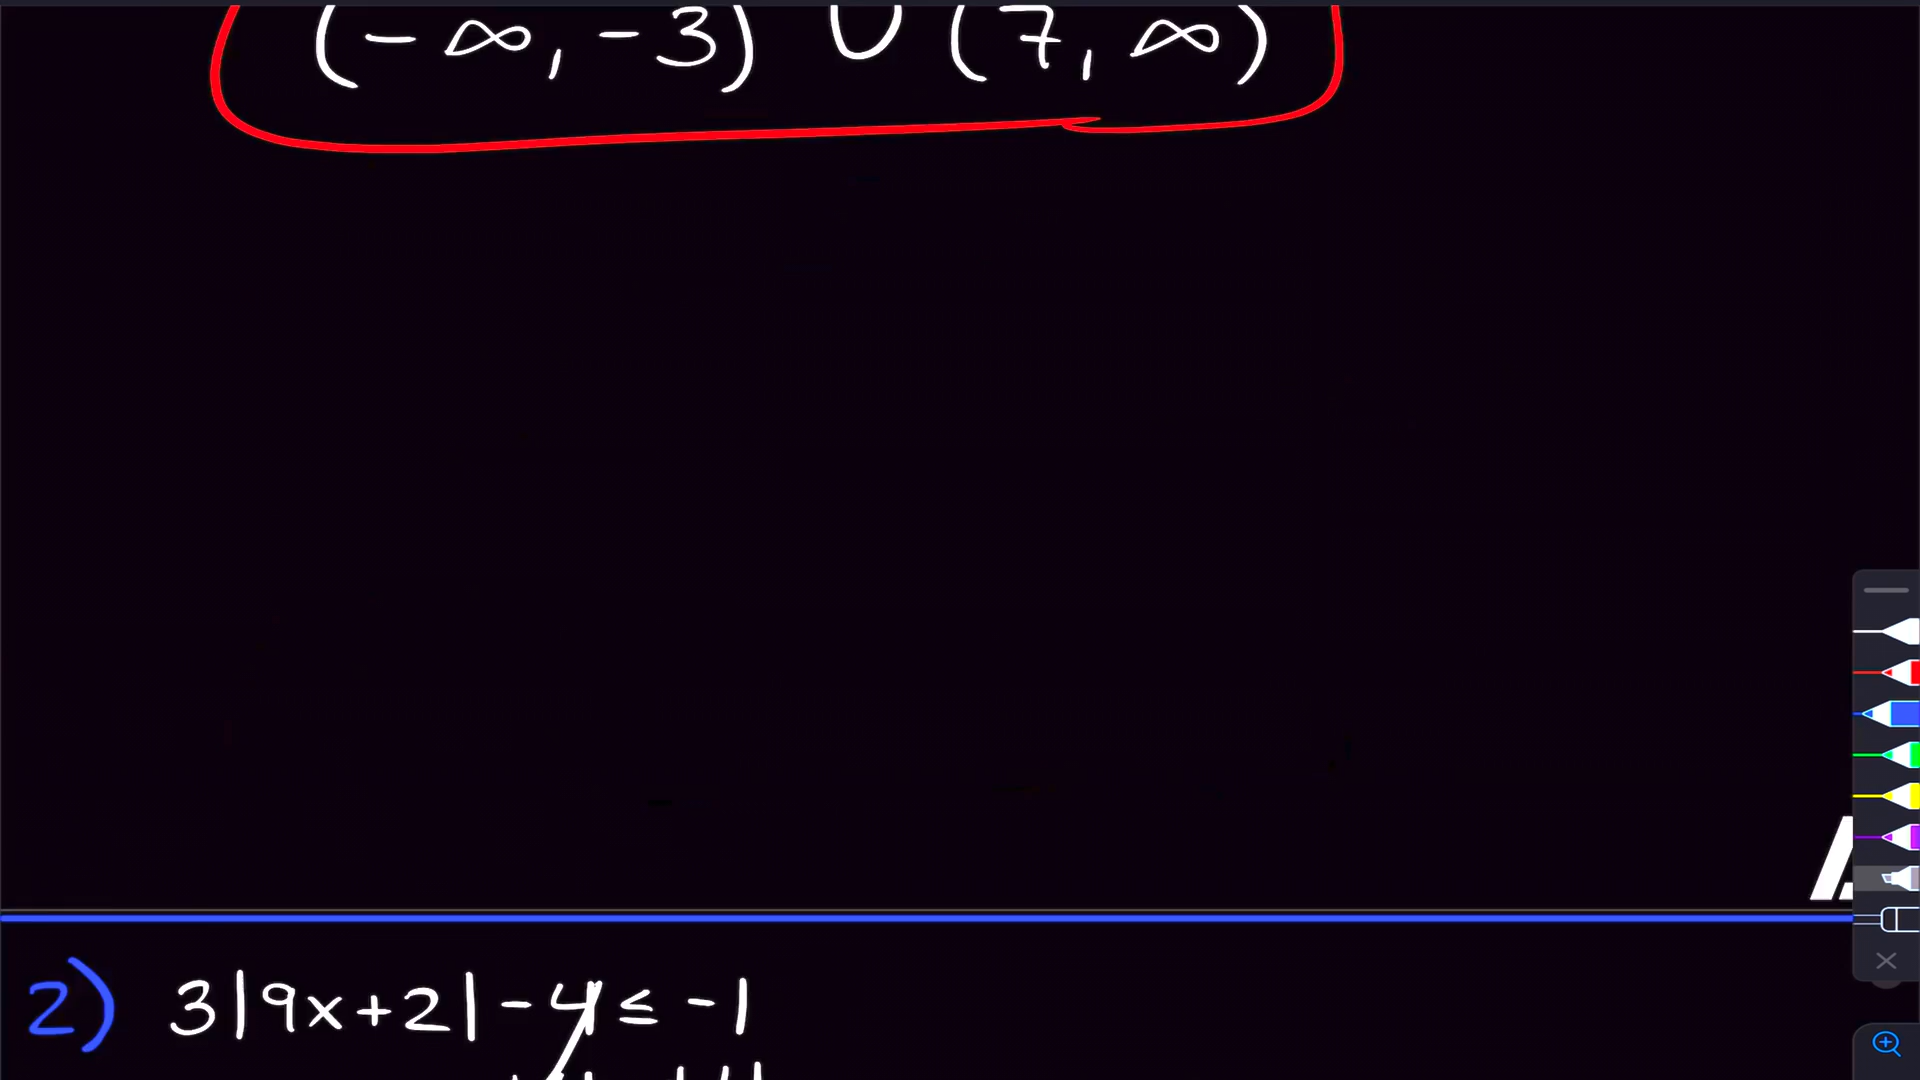 (-∞, -3) ∪ (7, ∞)
2) 3|9x+2| -4 ≤ -1